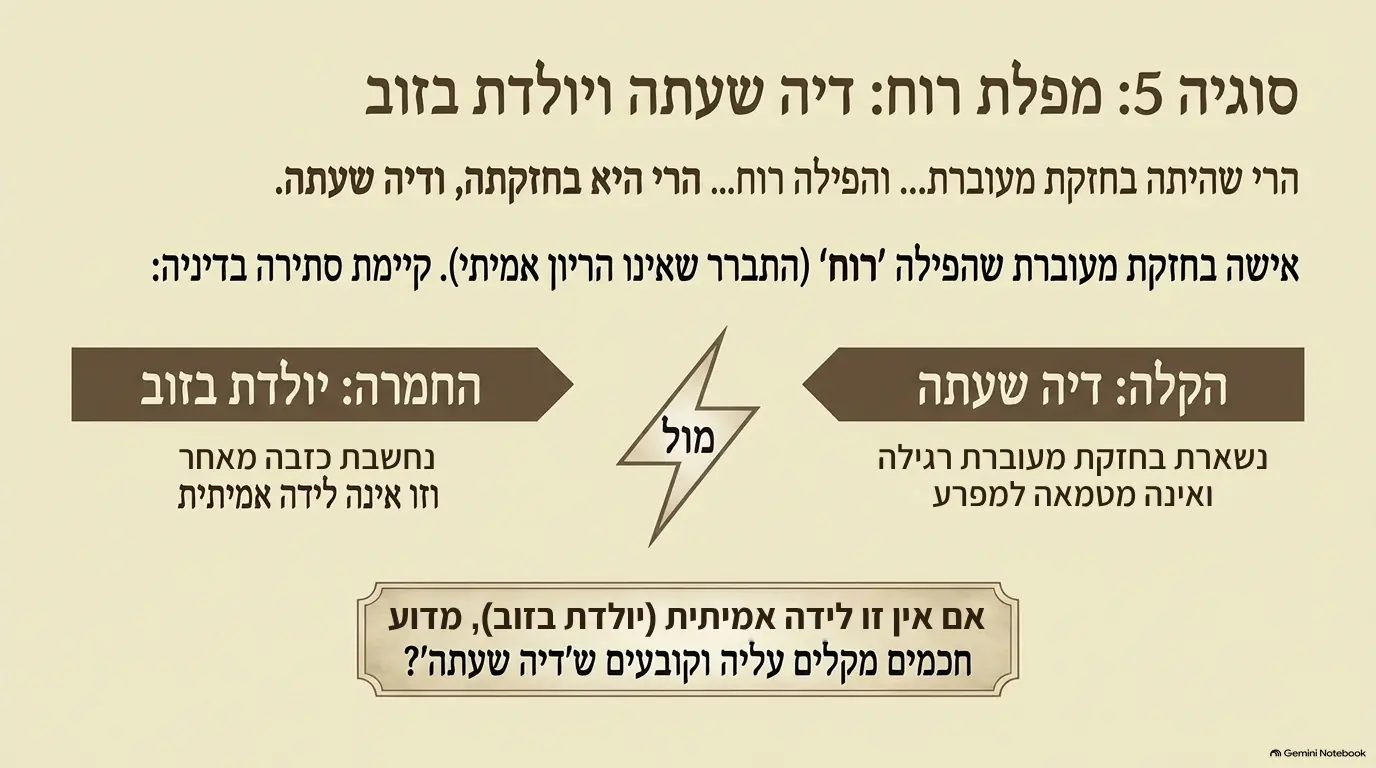 סוגיה 5: מפלת רוח: דיה שעתה ויולדת בזוב
הרי שהיתה בחזקת מעוברת... והפילה רוח... הרי היא בחזקתה, ודיה שעתה.
אישה בחזקת מעוברת שהפילה 'רוח' (התברר שאינו הריון אמיתי). קיימת סתירה בדיניה:
הקלה: דיה שעתה
נשארת בחזקת מעוברת רגילה
ואינה מטמאה למפרע
מול
החמרה: יולדת בזוב
נחשבת כזבה מאחר
וזו אינה לידה אמיתית
אם אין זו לידה אמיתית (יולדת בזוב), מדוע
חכמים מקלים עליה וקובעים ש'דיה שעתה'?
Gemini Notebook